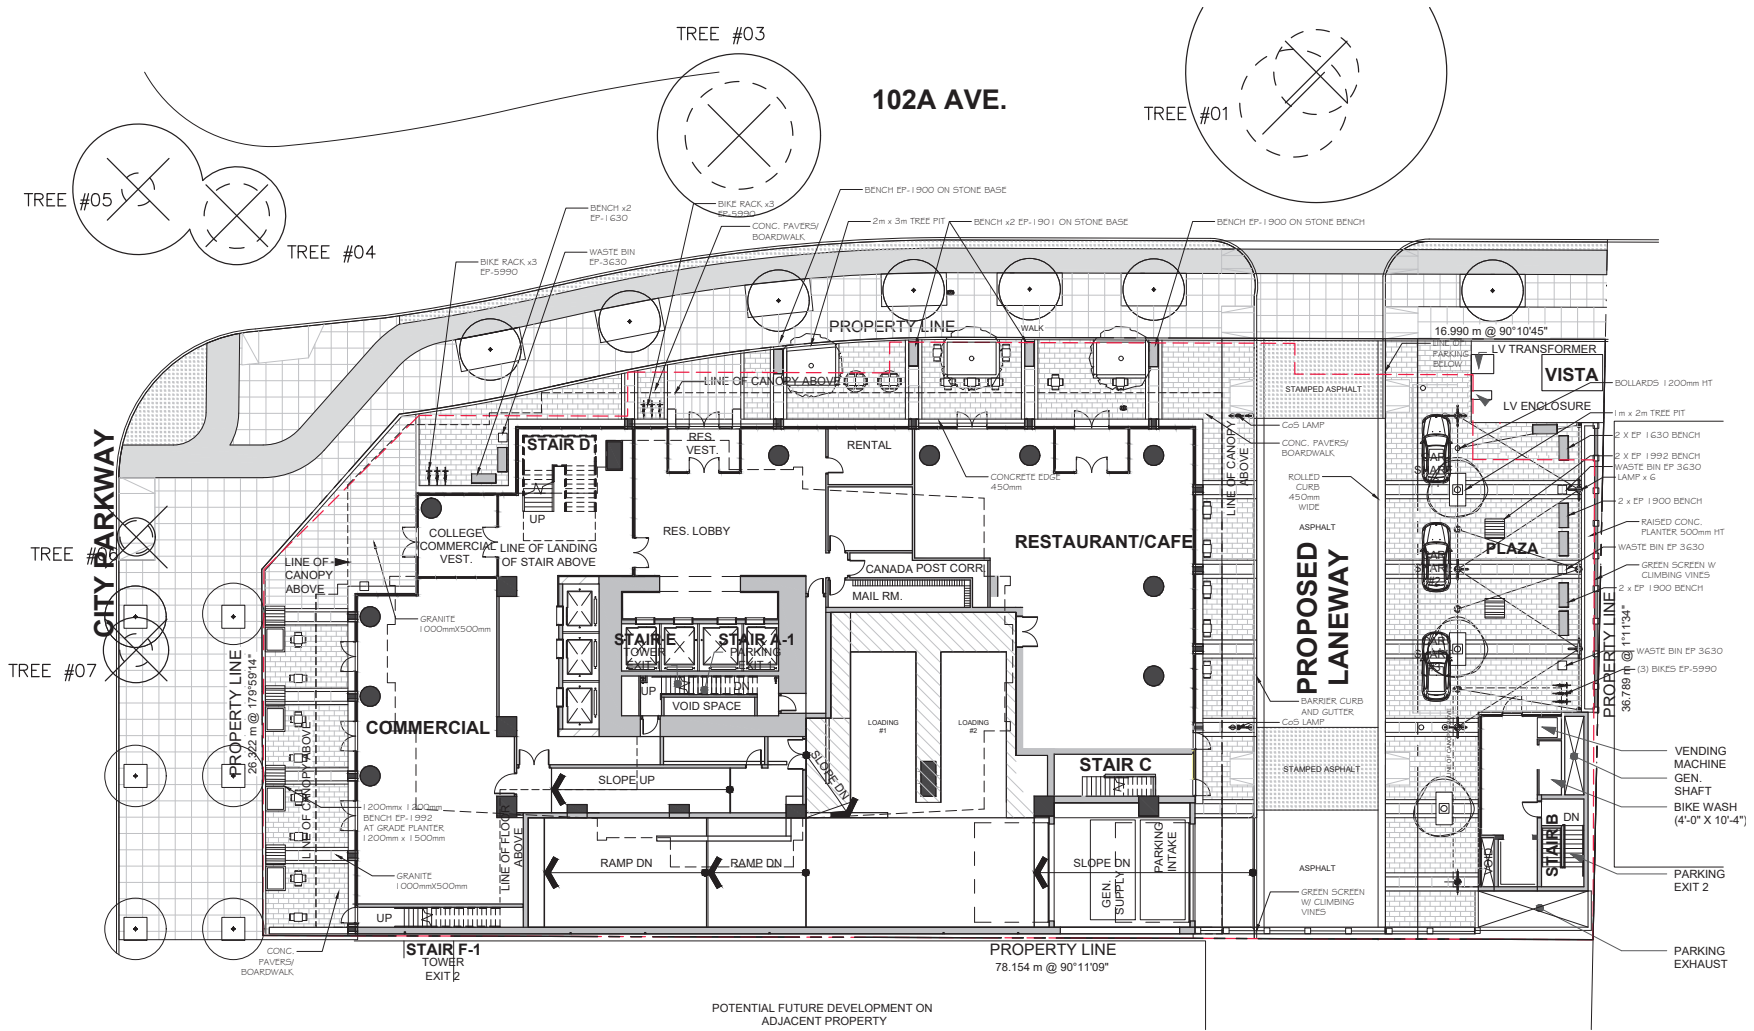 TREE #03
102A AVE.
TREE #01
TREE #05
TREE #04
BENCH EP-1900 ON STONE BASE
BENCH x2
EP-1630
BIKE RACK x3
EP-5990
2m x 3m TREE PIT
BENCH x2 EP-1901 ON STONE BASE
BENCH EP-1900 ON STONE BENCH
CONC. PAVERS/
BOARDWALK
WASTE BIN
EP-3630
BIKE RACK x3
EP-5990
PROPERTY LINE
WALK
16.990 m @ 90°10'45"
LINE OF
PARKING
BELOW
LV TRANSFORMER
VISTA
LV ENCLOSURE
BOLLARDS 1200mm HT
LINE OF CANOPY ABOVE
STAMPED ASPHALT
1m x 2m TREE PIT
CoS LAMP
CONC. PAVERS/
BOARDWALK
2 X EP 1630 BENCH
2 X EP 1992 BENCH
WASTE BIN EP 3630
LAMP x 6
2 x EP 1900 BENCH
RAISED CONC.
PLANTER 500mm HT
WASTE BIN EP 3630
GREEN SCREEN W
CLIMBING VINES
2 x EP 1900 BENCH
STAIR D
RES.
VEST.
RENTAL
CONCRETE EDGE
450mm
LINE OF CANOPY
ABOVE
ROLLED
CURB
450mm
WIDE
ASPHALT
PLAZA
UP
COLLEGE
COMMERCIAL
VEST.
LINE OF LANDING
OF STAIR ABOVE
RES. LOBBY
RESTAURANT/CAFE
CANADA POST CORR.
MAIL RM.
CITY PARKWAY
TREE #06
LINE OF
CANOPY
ABOVE
GRANITE
1000mmX500mm
TREE #07
PROPERTY LINE
26.322 m @ 179°59'14"
STAIR E
TOWER
EXIT 1
STAIR A-1
PARKING
EXIT 1
UP
DN
VOID SPACE
PROPOSED
LANEWAY
PROPERTY LINE
36.789 m @ 1°11'34"
WASTE BIN EP 3630
(3) BIKES EP-5990
COMMERCIAL
LOADING
#1
LOADING
#2
BARRIER CURB
AND GUTTER
CoS LAMP
SLOPE UP
SLOPE DN
STAIR C
STAMPED ASPHALT
VENDING
MACHINE
GEN.
SHAFT
BIKE WASH
(4'-0" X 10'-4")
LINE OF CANOPY ABOVE
1200mmx 1200mm
BENCH EP-1992
AT GRADE PLANTER
1200mm x 1500mm
LINE OF FLOOR
ABOVE
RAMP DN
RAMP DN
SLOPE DN
GEN.
SUPPLY
PARKING
INTAKE
ASPHALT
VOID
STAIR B
DN
PARKING
EXIT 2
GRANITE
1000mmX500mm
UP
GREEN SCREEN
W/ CLIMBING
VINES
CONC.
PAVERS/
BOARDWALK
STAIR F-1
TOWER
EXIT 2
PROPERTY LINE
78.154 m @ 90°11'09"
PARKING
EXHAUST
POTENTIAL FUTURE DEVELOPMENT ON
ADJACENT PROPERTY